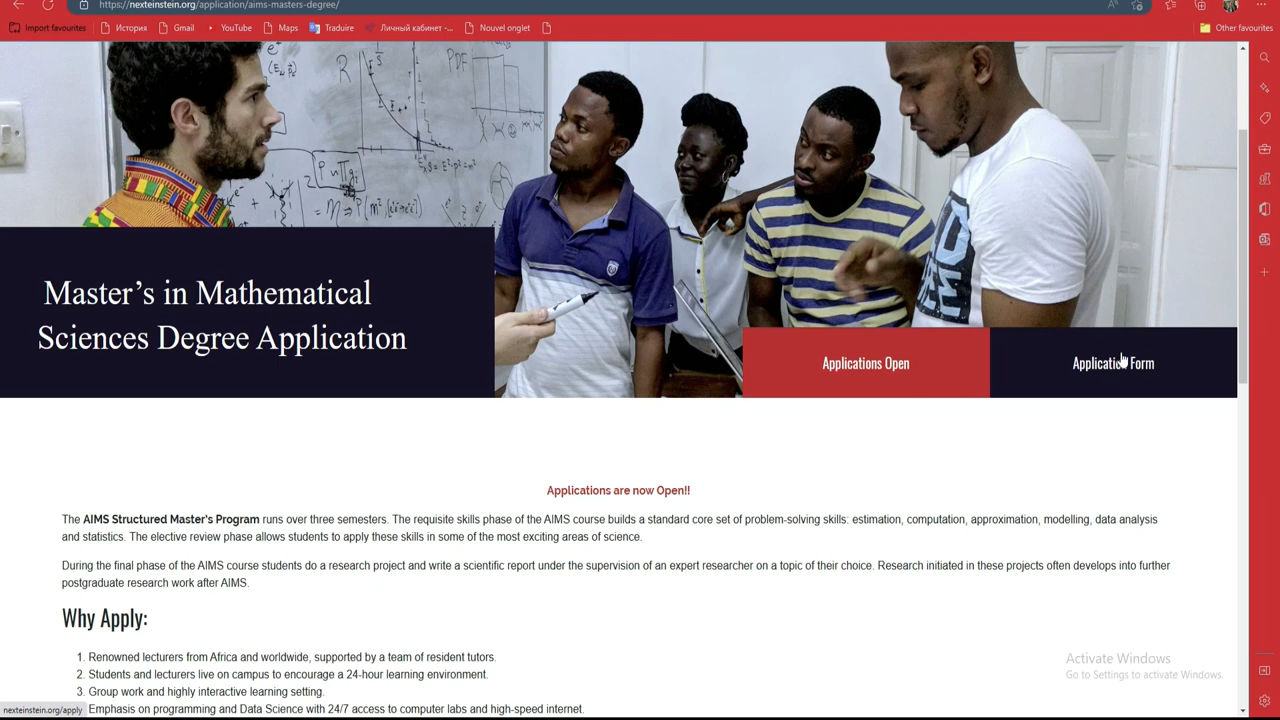 https://nexteinstein.org/application/aims-masters-degree/
Import favourites
История
Gmail
YouTube
Maps
Traduire
Личный кабинет -...
Nouvel onglet
Other favourites
R
PDF
Master’s in Mathematical
Sciences Degree Application
Applications Open
Application Form
Applications are now Open!!
The AIMS Structured Master's Program runs over three semesters. The requisite skills phase of the AIMS course builds a standard core set of problem-solving skills: estimation, computation, approximation, modelling, data analysis
and statistics. The elective review phase allows students to apply these skills in some of the most exciting areas of science.
During the final phase of the AIMS course students do a research project and write a scientific report under the supervision of an expert researcher on a topic of their choice. Research initiated in these projects often develops into further
postgraduate research work after AIMS.
Why Apply:
1. Renowned lecturers from Africa and worldwide, supported by a team of resident tutors.
2. Students and lecturers live on campus to encourage a 24-hour learning environment.
3. Group work and highly interactive learning setting.
Emphasis on programming and Data Science with 24/7 access to computer labs and high-speed internet.
Activate Windows
Go to Settings to activate Windows.
nexteinstein.org/apply